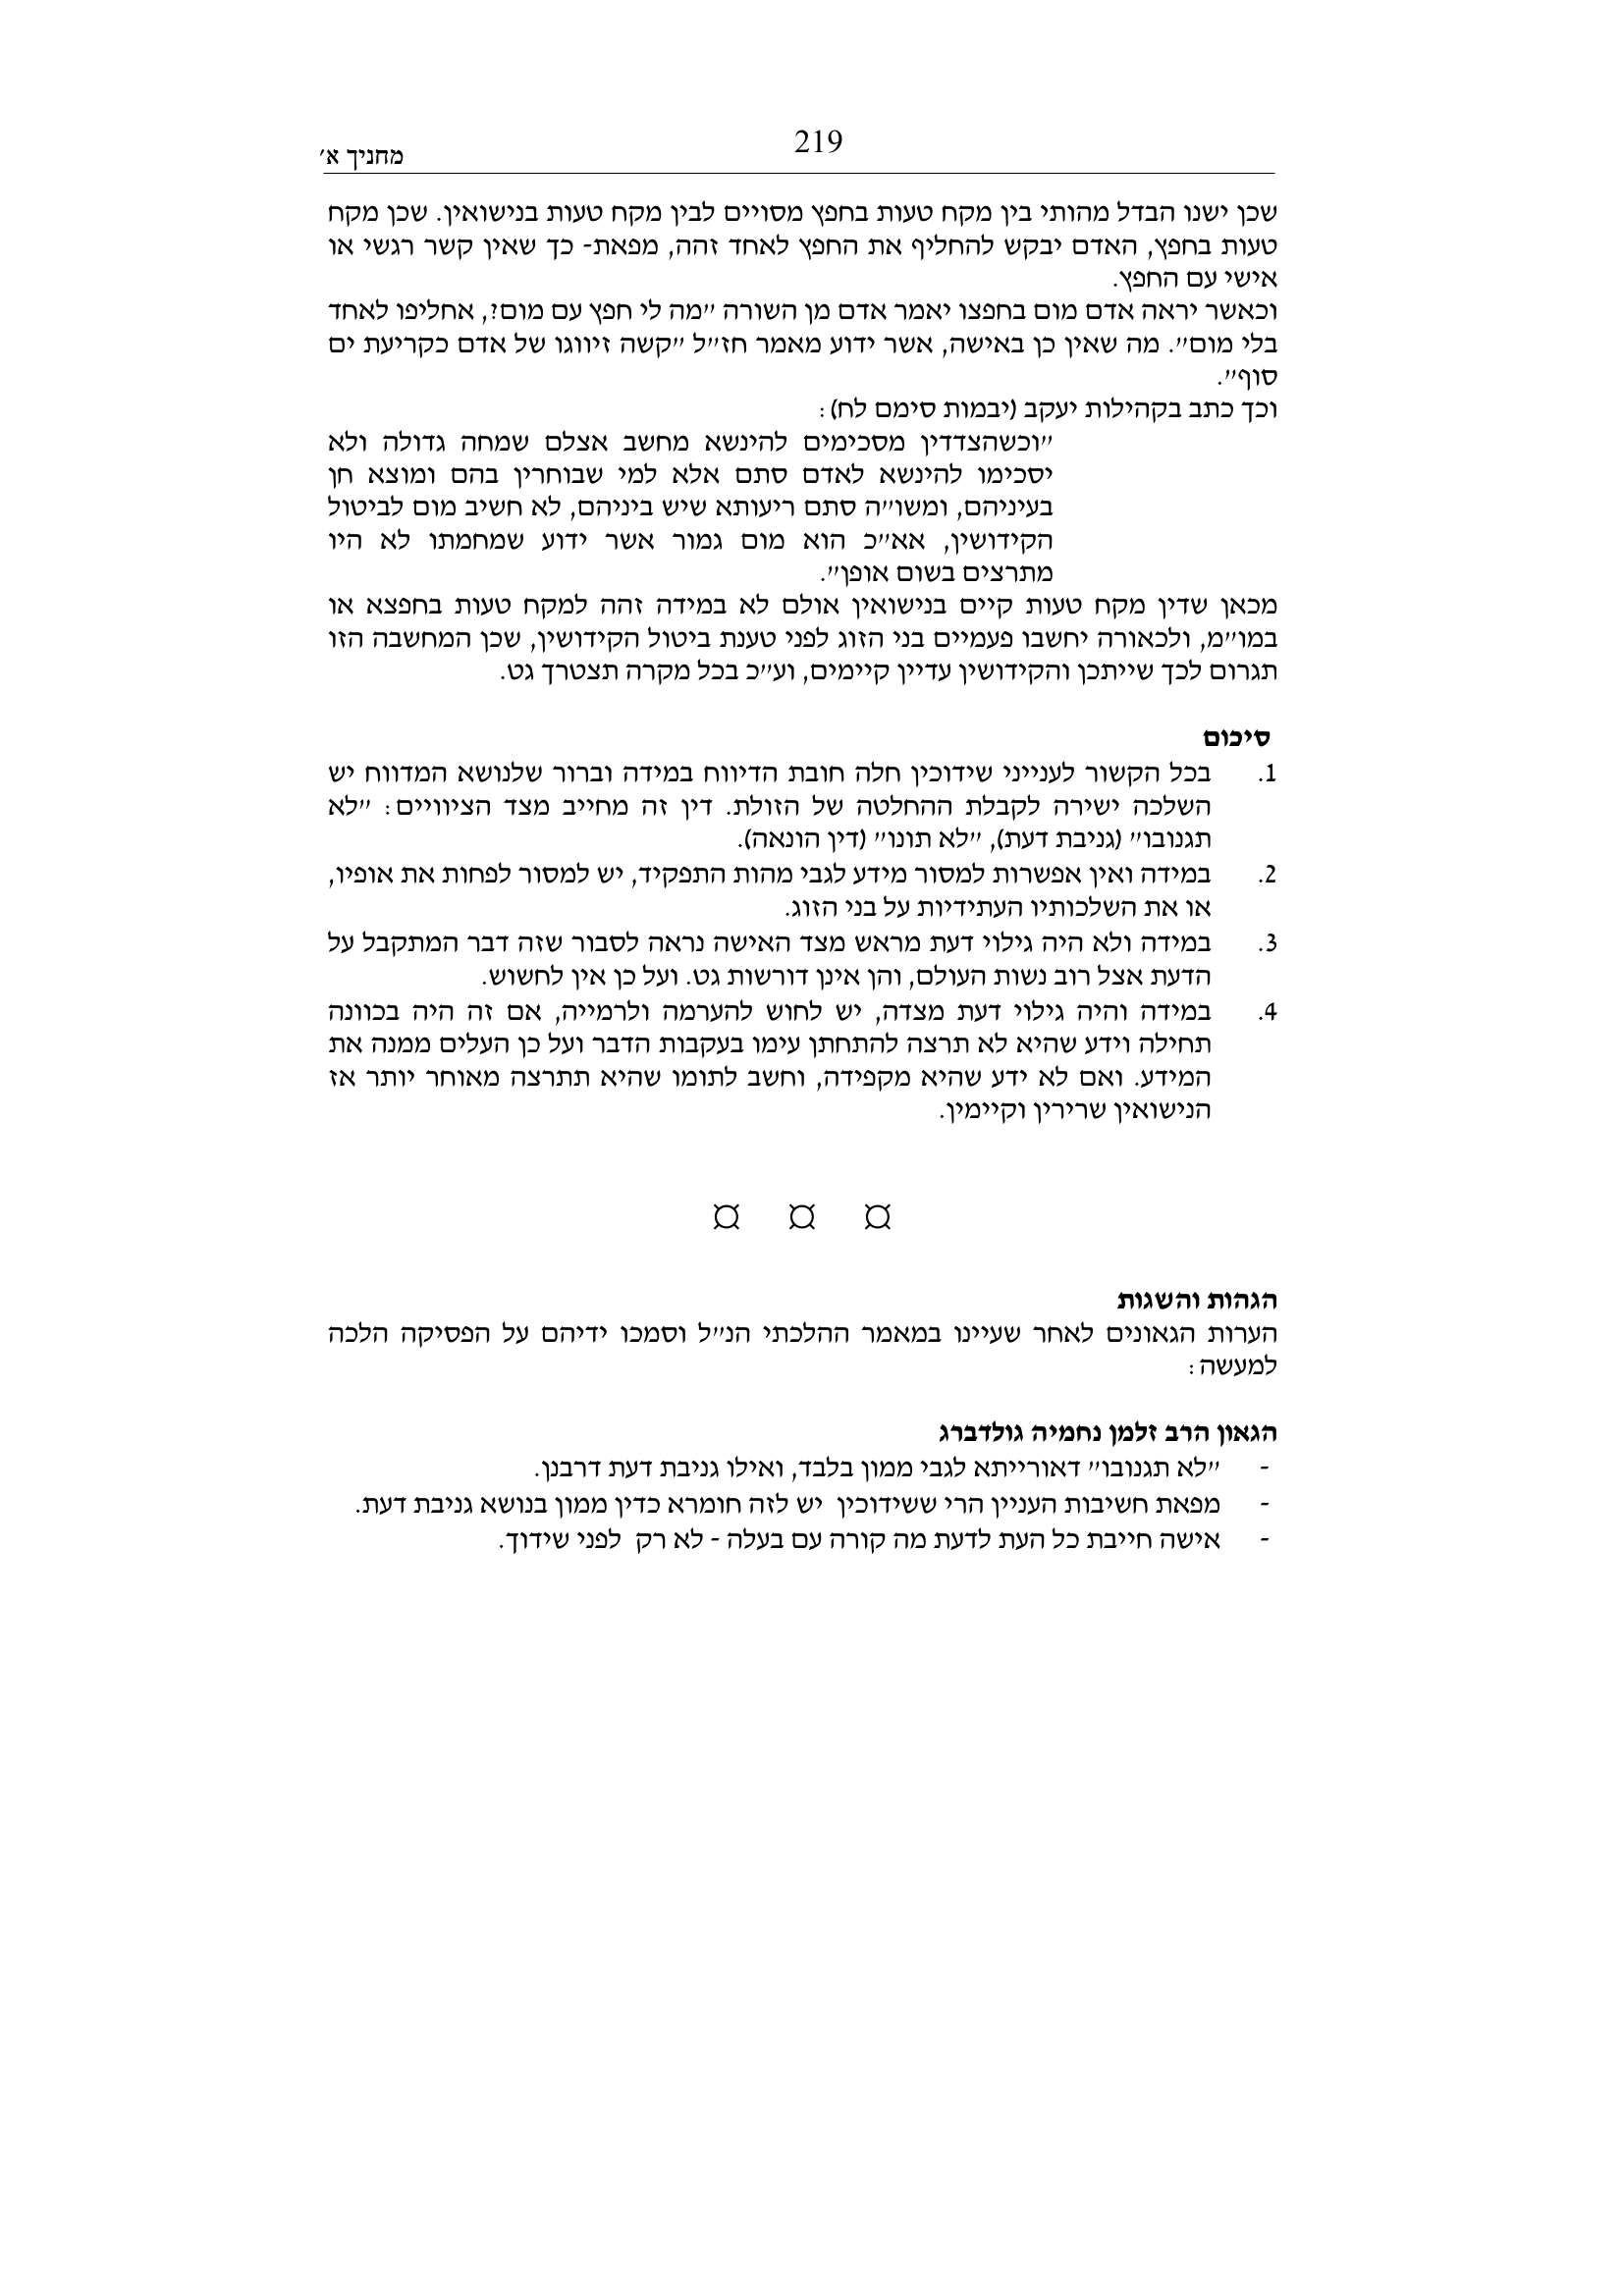 219
מחניך א׳
שכן ישנו הבדל מהותי בין מקח טעות בחפץ מסויים לבין מקח טעות בנישואין. שכן מקח
טעות בחפץ, האדם יבקש להחליף את החפץ לאחד זהה, מפאת- כך שאין קשר רגשי או
אישי עם החפץ.
וכאשר יראה אדם מום בחפצו יאמר אדם מן השורה ״מה לי חפץ עם מום?, אחליפו לאחד
בלי מום״. מה שאין כן באישה, אשר ידוע מאמר חז״ל ״קשה זיווגו של אדם כקריעת ים
סוף״.
וכך כתב בקהילות יעקב (יבמות סימם לח):
״וכשהצדדין מסכימים להינשא מחשב אצלם שמחה גדולה ולא
יסכימו להינשא לאדם סתם אלא למי שבוחרין בהם ומוצא חן
בעיניהם, ומשו״ה סתם ריעותא שיש ביניהם, לא חשיב מום לביטול
הקידושין, אא״כ הוא מום גמור אשר ידוע שמחמתו לא היו
מתרצים בשום אופן״.
מכאן שדין מקח טעות קיים בנישואין אולם לא במידה זהה למקח טעות בחפצא או
במו״מ, ולכאורה יחשבו פעמיים בני הזוג לפני טענת ביטול הקידושין, שכן המחשבה הזו
תגרום לכך שייתכן והקידושין עדיין קיימים, וע״כ בכל מקרה תצטרך גט.
סיכום
1. בכל הקשור לענייני שידוכין חלה חובת הדיווח במידה וברור שלנושא המדווח יש
השלכה ישירה לקבלת ההחלטה של הזולת. דין זה מחייב מצד הציוויים: ״לא
תגנובו״ (גניבת דעת), ״לא תונו״ (דין הונאה).
2. במידה ואין אפשרות למסור מידע לגבי מהות התפקיד, יש למסור לפחות את אופיו,
או את השלכותיו העתידיות על בני הזוג.
3. במידה ולא היה גילוי דעת מראש מצד האישה נראה לסבור שזה דבר המתקבל על
הדעת אצל רוב נשות העולם, והן אינן דורשות גט. ועל כן אין לחשוש.
4. במידה והיה גילוי דעת מצדה, יש לחוש להערמה ולרמייה, אם זה היה בכוונה
תחילה וידע שהיא לא תרצה להתחתן עימו בעקבות הדבר ועל כן העלים ממנה את
המידע. ואם לא ידע שהיא מקפידה, וחשב לתומו שהיא תתרצה מאוחר יותר אז
הנישואין שרירין וקיימין.
¤ ¤ ¤
הגהות והשגות
הערות הגאונים לאחר שעיינו במאמר ההלכתי הנ״ל וסמכו ידיהם על הפסיקה הלכה
למעשה:
הגאון הרב זלמן נחמיה גולדברג
- ״לא תגנובו״ דאורייתא לגבי ממון בלבד, ואילו גניבת דעת דרבנן.
- מפאת חשיבות העניין הרי ששידוכין יש לזה חומרא כדין ממון בנושא גניבת דעת.
- אישה חייבת כל העת לדעת מה קורה עם בעלה - לא רק לפני שידוך.